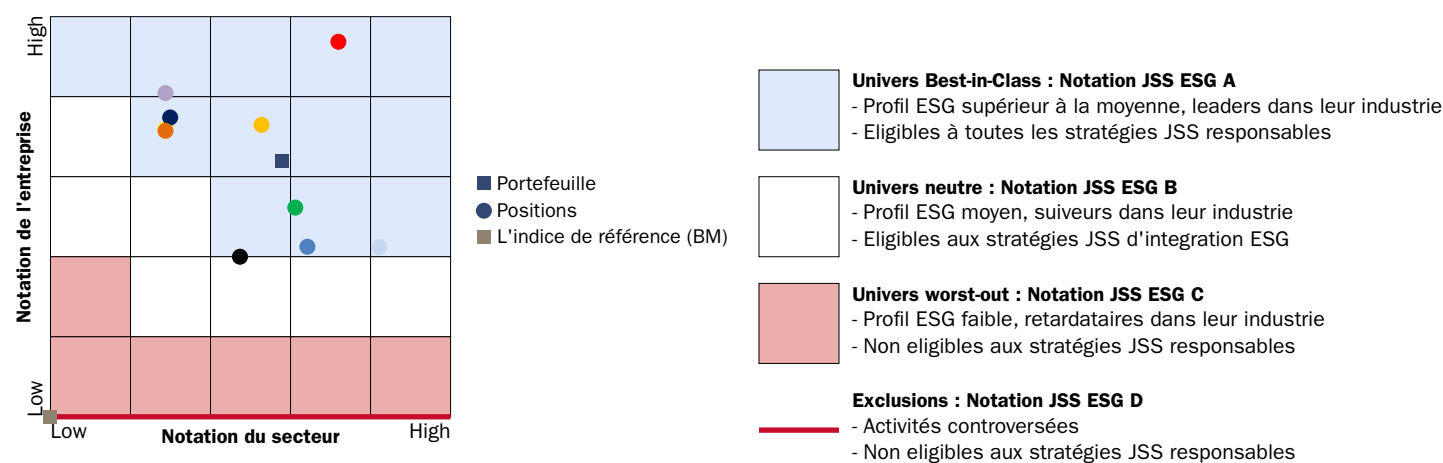 High
Notation de l'entreprise
Low
Low
Notation du secteur
High
Portefeuille
Positions
L'indice de référence (BM)
Univers Best-in-Class : Notation JSS ESG A
- Profil ESG supérieur à la moyenne, leaders dans leur industrie
- Eligibles à toutes les stratégies JSS responsables
Univers neutre : Notation JSS ESG B
- Profil ESG moyen, suiveurs dans leur industrie
- Eligibles aux stratégies JSS d'integration ESG
Univers worst-out : Notation JSS ESG C
- Profil ESG faible, retardataires dans leur industrie
- Non eligibles aux stratégies JSS responsables
Exclusions : Notation JSS ESG D
- Activités controversées
- Non eligibles aux stratégies JSS responsables